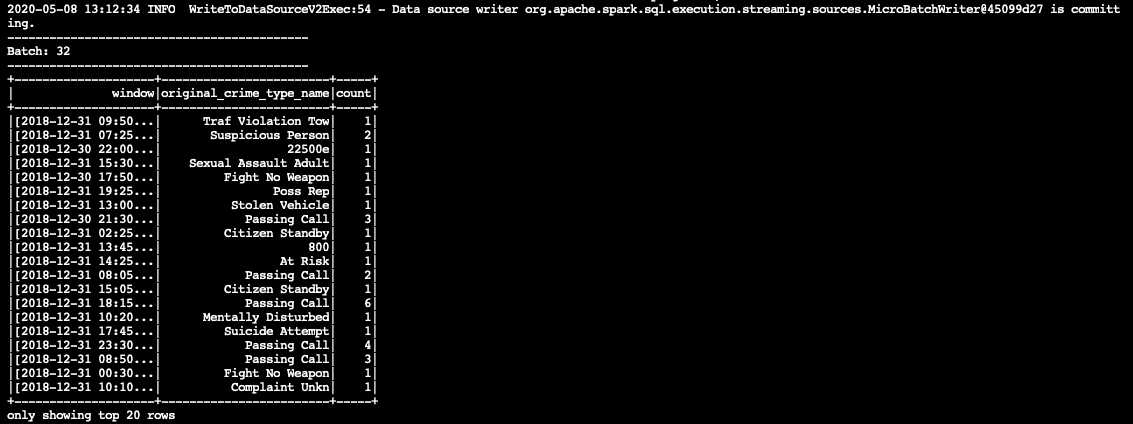 2020-05-08 13:12:34 INFO  WriteToDataSourceV2Exec:54 - Data source writer org.apache.spark.sql.execution.streaming.sources.MicroBatchWriter@45099d27 is committ
ing.
-------------------------------------------
Batch: 32
-------------------------------------------
+--------------------+------------------------+-----+
|              window|original_crime_type_name|count|
+--------------------+------------------------+-----+
|[2018-12-31 09:50...|      Traf Violation Tow|    1|
|[2018-12-31 07:25...|       Suspicious Person|    2|
|[2018-12-30 22:00...|                  22500e|    1|
|[2018-12-31 15:30...|    Sexual Assault Adult|    1|
|[2018-12-30 17:50...|         Fight No Weapon|    1|
|[2018-12-31 19:25...|                Poss Rep|    1|
|[2018-12-31 13:00...|          Stolen Vehicle|    1|
|[2018-12-30 21:30...|            Passing Call|    3|
|[2018-12-31 02:25...|         Citizen Standby|    1|
|[2018-12-31 13:45...|                     800|    1|
|[2018-12-31 14:25...|                 At Risk|    1|
|[2018-12-31 08:05...|            Passing Call|    2|
|[2018-12-31 15:05...|         Citizen Standby|    1|
|[2018-12-31 18:15...|            Passing Call|    6|
|[2018-12-31 10:20...|      Mentally Disturbed|    1|
|[2018-12-31 17:45...|         Suicide Attempt|    1|
|[2018-12-31 23:30...|            Passing Call|    4|
|[2018-12-31 08:50...|            Passing Call|    3|
|[2018-12-31 00:30...|         Fight No Weapon|    1|
|[2018-12-31 10:10...|          Complaint Unkn|    1|
+--------------------+------------------------+-----+
only showing top 20 rows